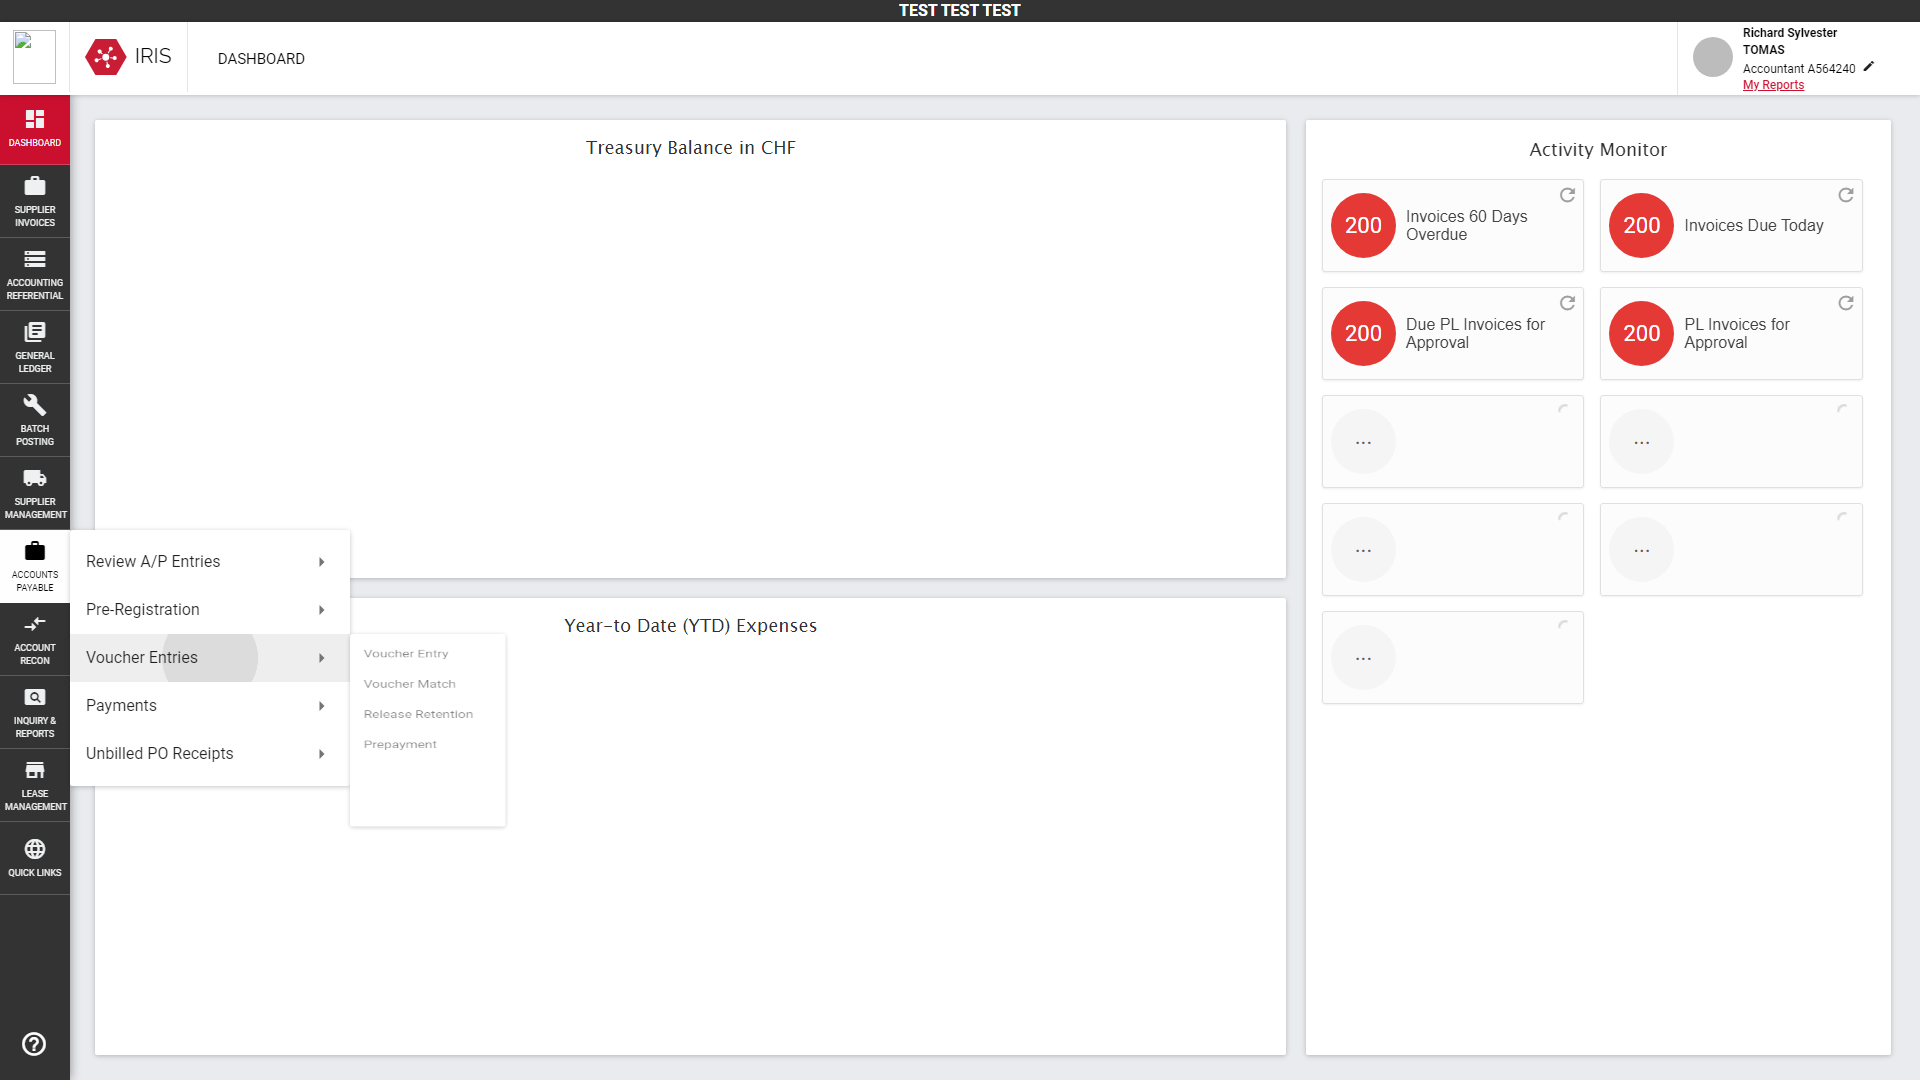 TEST TEST TEST
IRIS
DASHBOARD
Richard Sylvester
TOMAS
Accountant A564240
My Reports
DASHBOARD
SUPPLIER
INVOICES
ACCOUNTING
REFERENTIAL
GENERAL
LEDGER
BATCH
POSTING
SUPPLIER
MANAGEMENT
ACCOUNTS
PAYABLE
ACCOUNT
RECON
INQUIRY &
REPORTS
LEASE
MANAGEMENT
QUICK LINKS
Review A/P Entries
Pre-Registration
Voucher Entries
Payments
Unbilled PO Receipts
Voucher Entry
Voucher Match
Release Retention
Prepayment
Treasury Balance in CHF
Year-to Date (YTD) Expenses
Activity Monitor
200
Invoices 60 Days
Overdue
200
Invoices Due Today
200
Due PL Invoices for
Approval
200
PL Invoices for
Approval
...
...
...
...
...